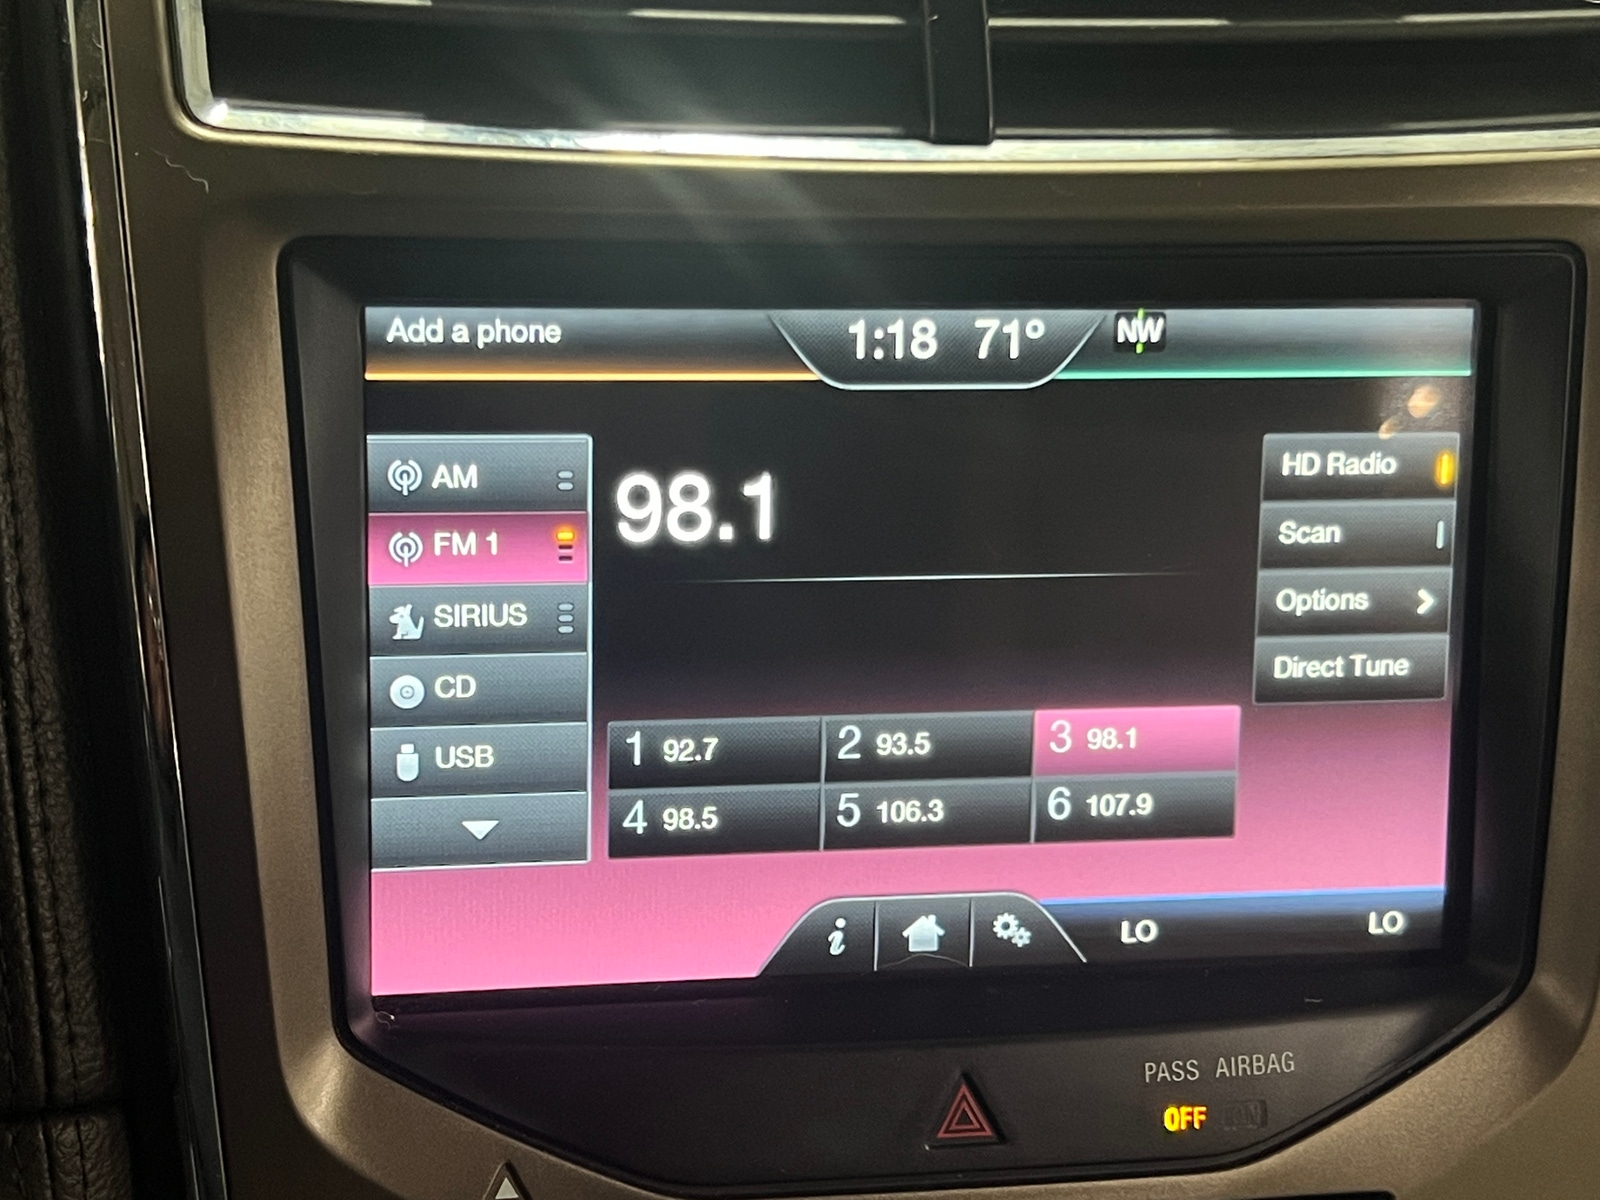 Add a phone
1:18 71°
NW
AM
FM 1
SIRIUS
CD
USB
98.1
HD Radio
Scan
Options
Direct Tune
1 92.7
2 93.5
3 98.1
4 98.5
5 106.3
6 107.9
i
LO
LO
PASS AIRBAG
OFF ON